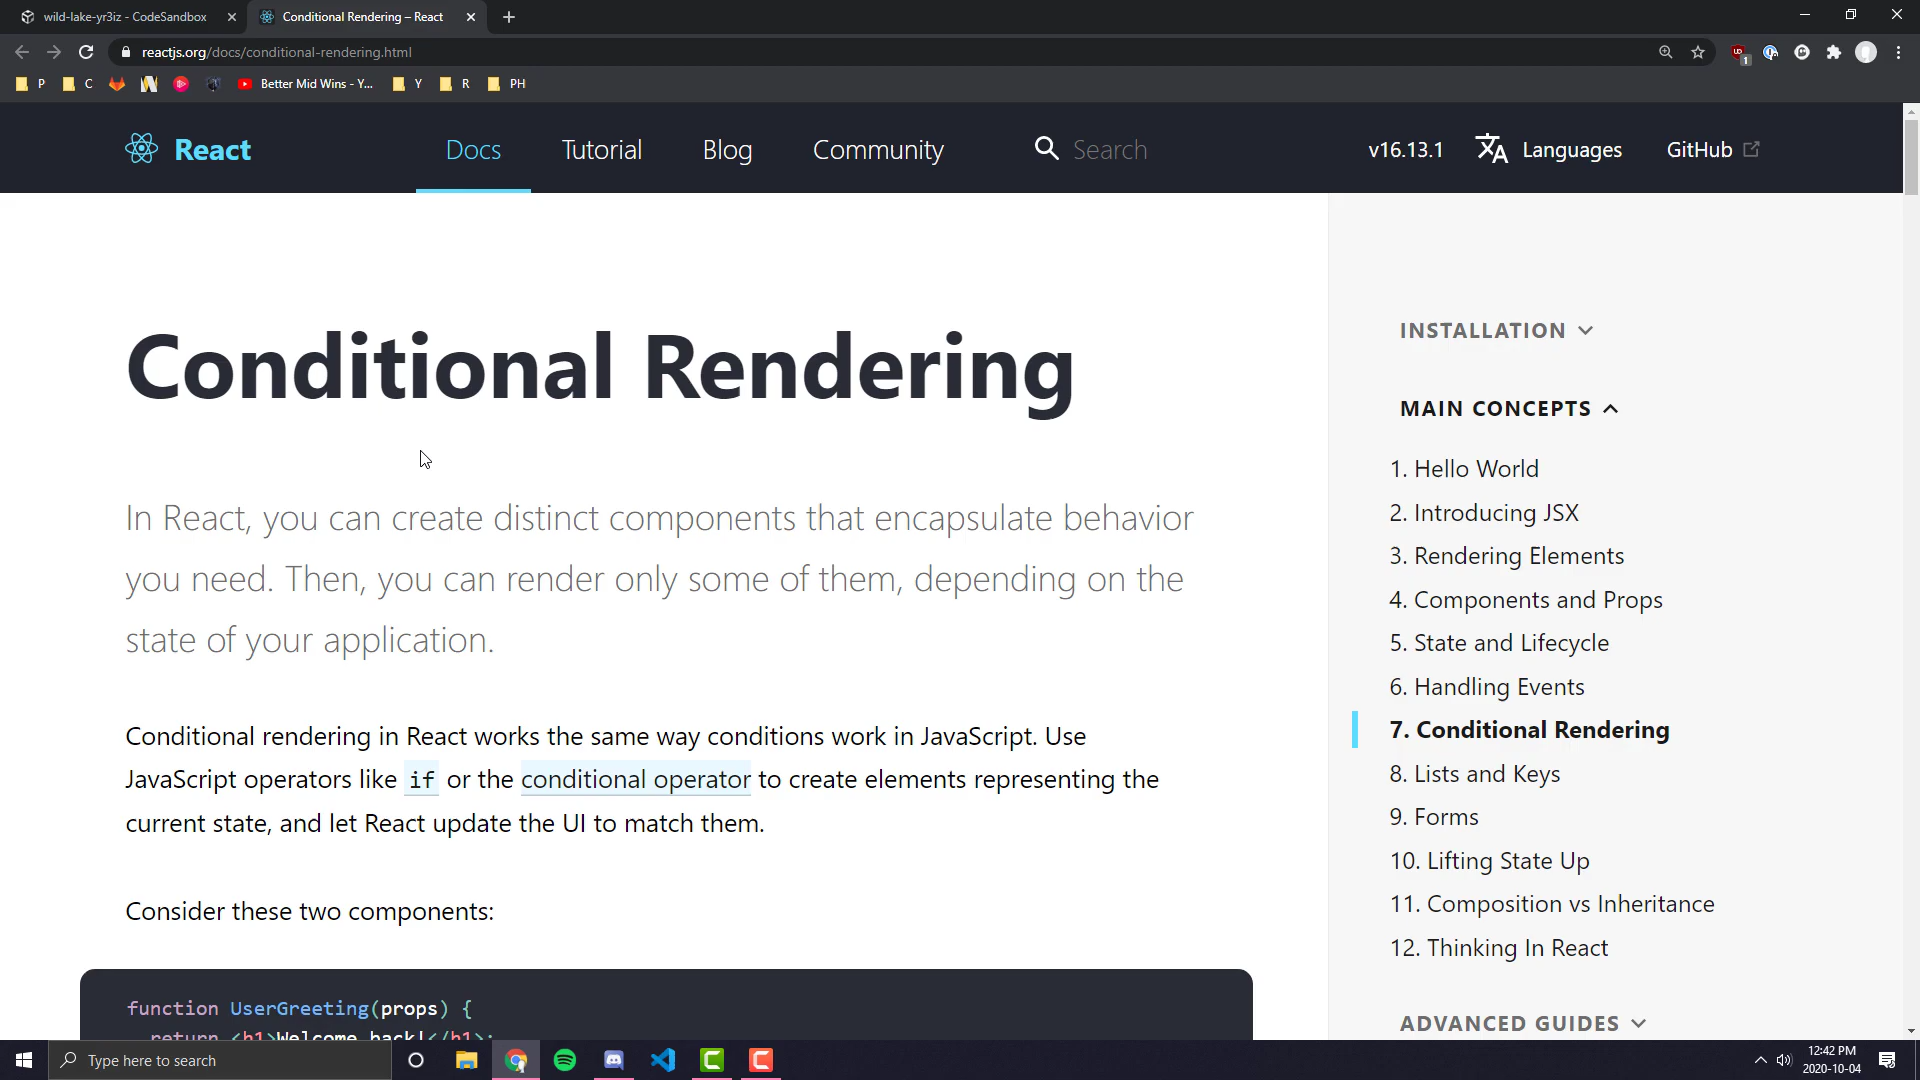 wild-lake-yr3iz - CodeSandbox
Conditional Rendering – React
reactjs.org/docs/conditional-rendering.html
P
C
Better Mid Wins - Y...
Y
R
PH
React
Docs
Tutorial
Blog
Community
Search
v16.13.1
Languages
GitHub
Conditional Rendering
In React, you can create distinct components that encapsulate behavior
you need. Then, you can render only some of them, depending on the
state of your application.
Conditional rendering in React works the same way conditions work in JavaScript. Use
JavaScript operators like if or the conditional operator to create elements representing the
current state, and let React update the UI to match them.
Consider these two components:
function UserGreeting(props) {
return <h1>Welcome back!</h1>;
INSTALLATION
MAIN CONCEPTS
1. Hello World
2. Introducing JSX
3. Rendering Elements
4. Components and Props
5. State and Lifecycle
6. Handling Events
7. Conditional Rendering
8. Lists and Keys
9. Forms
10. Lifting State Up
11. Composition vs Inheritance
12. Thinking In React
ADVANCED GUIDES
Type here to search
12:42 PM
2020-10-04